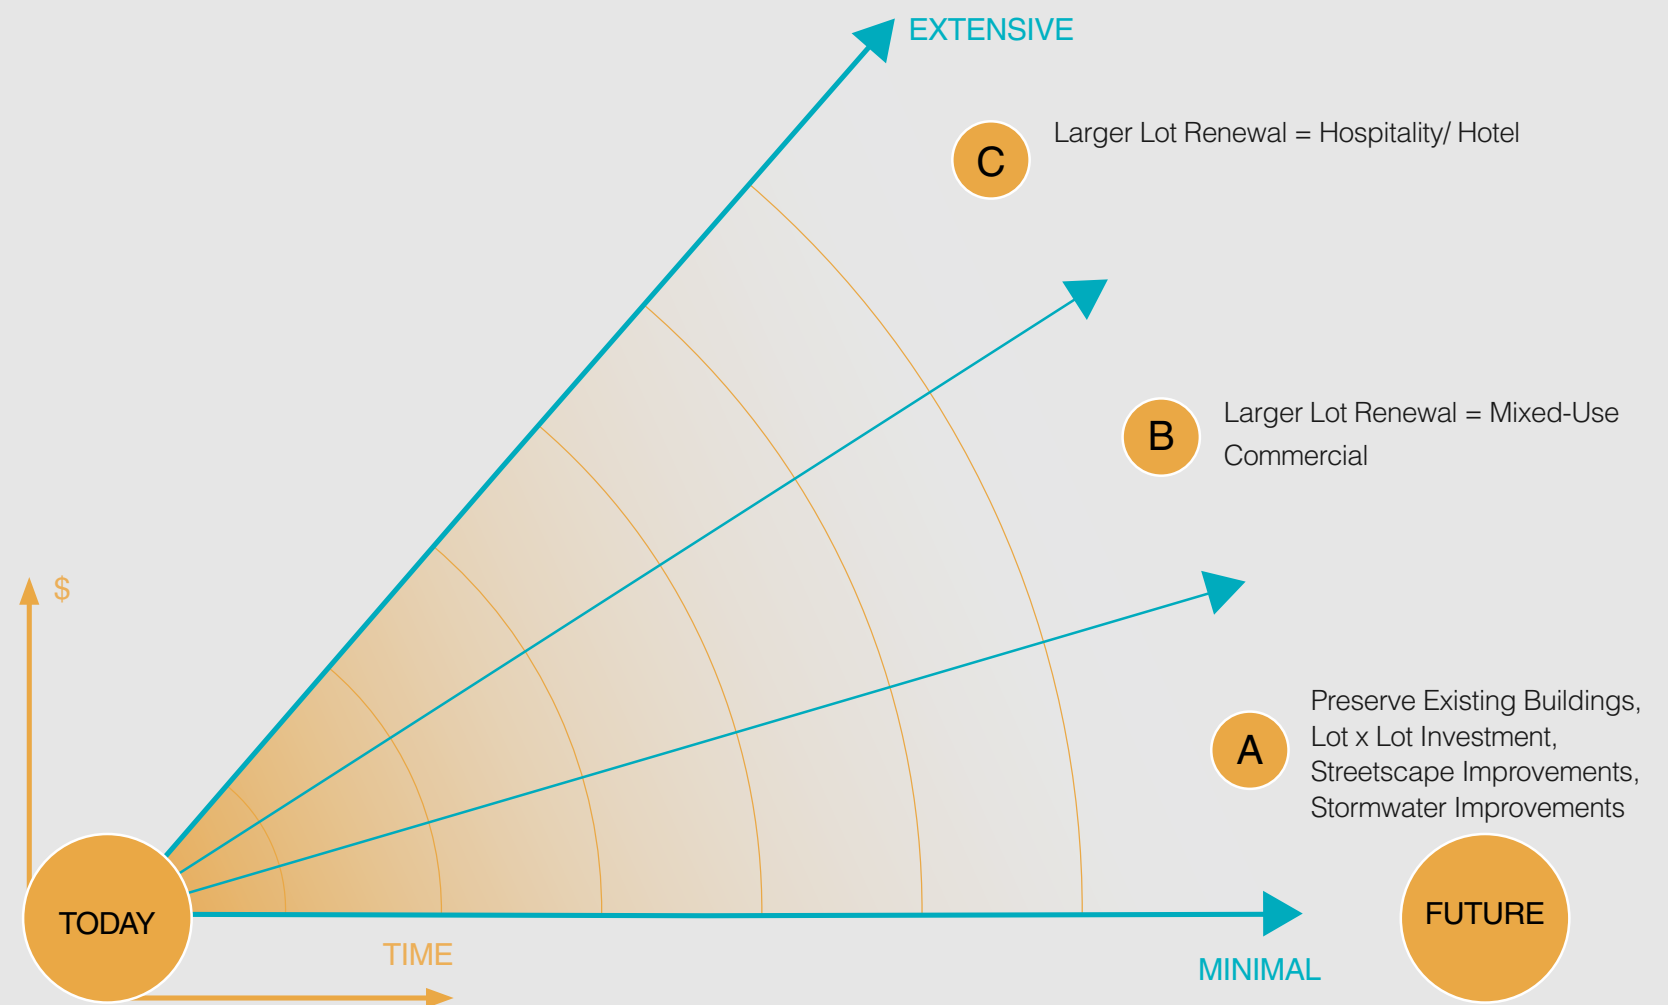 EXTENSIVE
C
Larger Lot Renewal = Hospitality/ Hotel
B
Larger Lot Renewal = Mixed-Use
Commercial
$
A
Preserve Existing Buildings,
Lot x Lot Investment,
Streetscape Improvements,
Stormwater Improvements
TODAY
FUTURE
TIME
MINIMAL